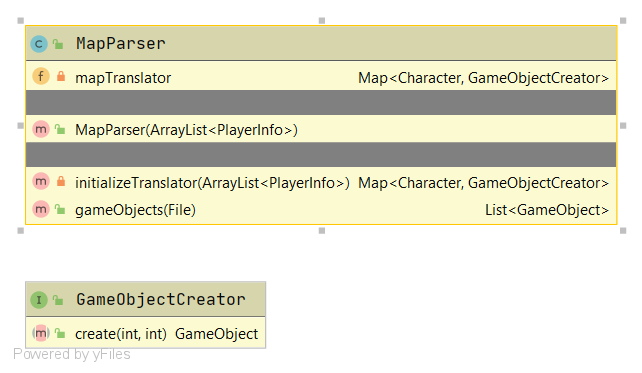 C MapParser
f mapTranslator Map<Character, GameObjectCreator>
m MapParser(ArrayList<PlayerInfo>)
m initializeTranslator(ArrayList<PlayerInfo>) Map<Character, GameObjectCreator>
m gameObjects(File) List<GameObject>
I GameObjectCreator
(m) create(int, int) GameObject
Powered by yFiles